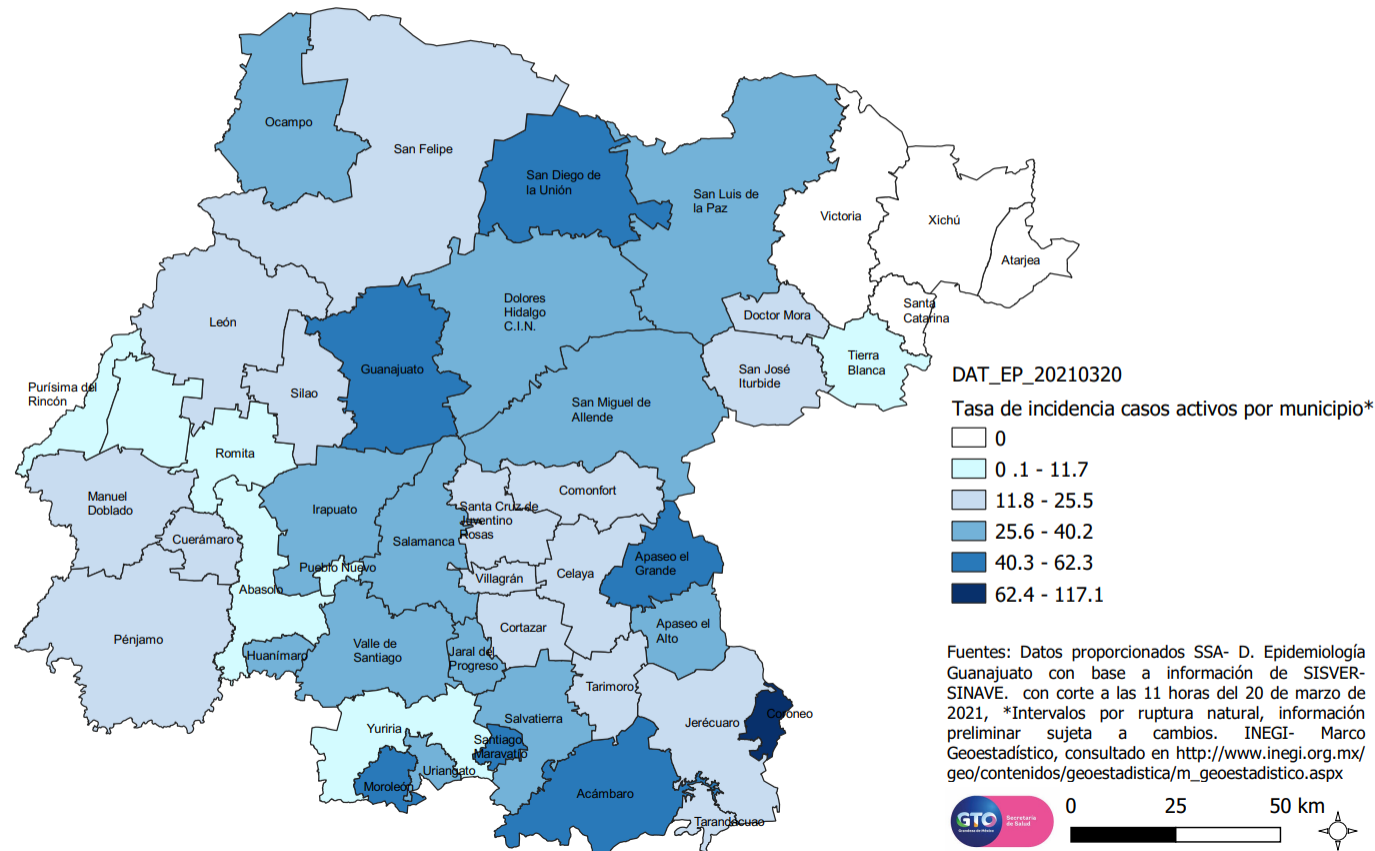 Ocampo
San Felipe
San Diego de
la Unión
San Luis de
la Paz
Victoria
Xichú
Atarjea
Dolores
Hidalgo
C.I.N.
Santa
Catarina
Doctor Mora
León
Tierra
Blanca
Guanajuato
San José
Iturbide
Purísima del
Rincón
Silao
San Miguel de
Allende
Romita
Manuel
Doblado
Irapuato
Comonfort
Santa Cruz de
Juventino
Rosas
Cuerámaro
Salamanca
Apaseo el
Grande
Pueblo Nuevo
Villagrán
Celaya
Abasolo
Pénjamo
Cortazar
Apaseo el
Alto
Valle de
Santiago
Huanímaro
Jaral del
Progreso
Tarimoro
Salvatierra
Jerécuaro
Coroneo
Yuriria
Santiago
Maravatío
Uriangato
Moroleón
Acámbaro
Tarandacuao
DAT_EP_20210320
Tasa de incidencia casos activos por municipio*
0
0 .1 - 11.7
11.8 - 25.5
25.6 - 40.2
40.3 - 62.3
62.4 - 117.1
Fuentes: Datos proporcionados SSA- D. Epidemiología
Guanajuato con base a información de SISVER-
SINAVE. con corte a las 11 horas del 20 de marzo de
2021, *Intervalos por ruptura natural, información
preliminar sujeta a cambios. INEGI- Marco
Geoestadístico, consultado en http://www.inegi.org.mx/
geo/contenidos/geoestadistica/m_geoestadistico.aspx
GTO
Grandeza de México
Secretaría
de Salud
0 25 50 km